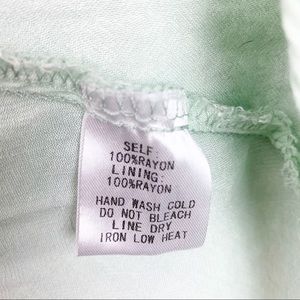 SELF:
100%RAYON
LINING:
100%RAYON
HAND WASH COLD
DO NOT BLEACH
LINE DRY
IRON LOW HEAT